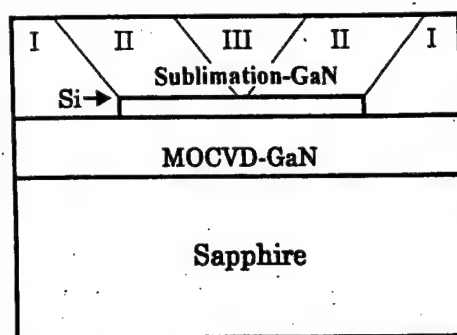 I II III II I
Sublimation-GaN
Si
MOCVD-GaN
Sapphire